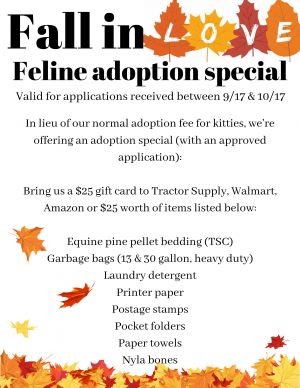 Fall in LOVE
Feline adoption special
Valid for applications received between 9/17 & 10/17
In lieu of our normal adoption fee for kitties, we're
offering an adoption special (with an approved
application):
Bring us a $25 gift card to Tractor Supply, Walmart,
Amazon or $25 worth of items listed below:
Equine pine pellet bedding (TSC)
Garbage bags (13 & 30 gallon, heavy duty)
Laundry detergent
Printer paper
Postage stamps
Pocket folders
Paper towels
Nyla bones